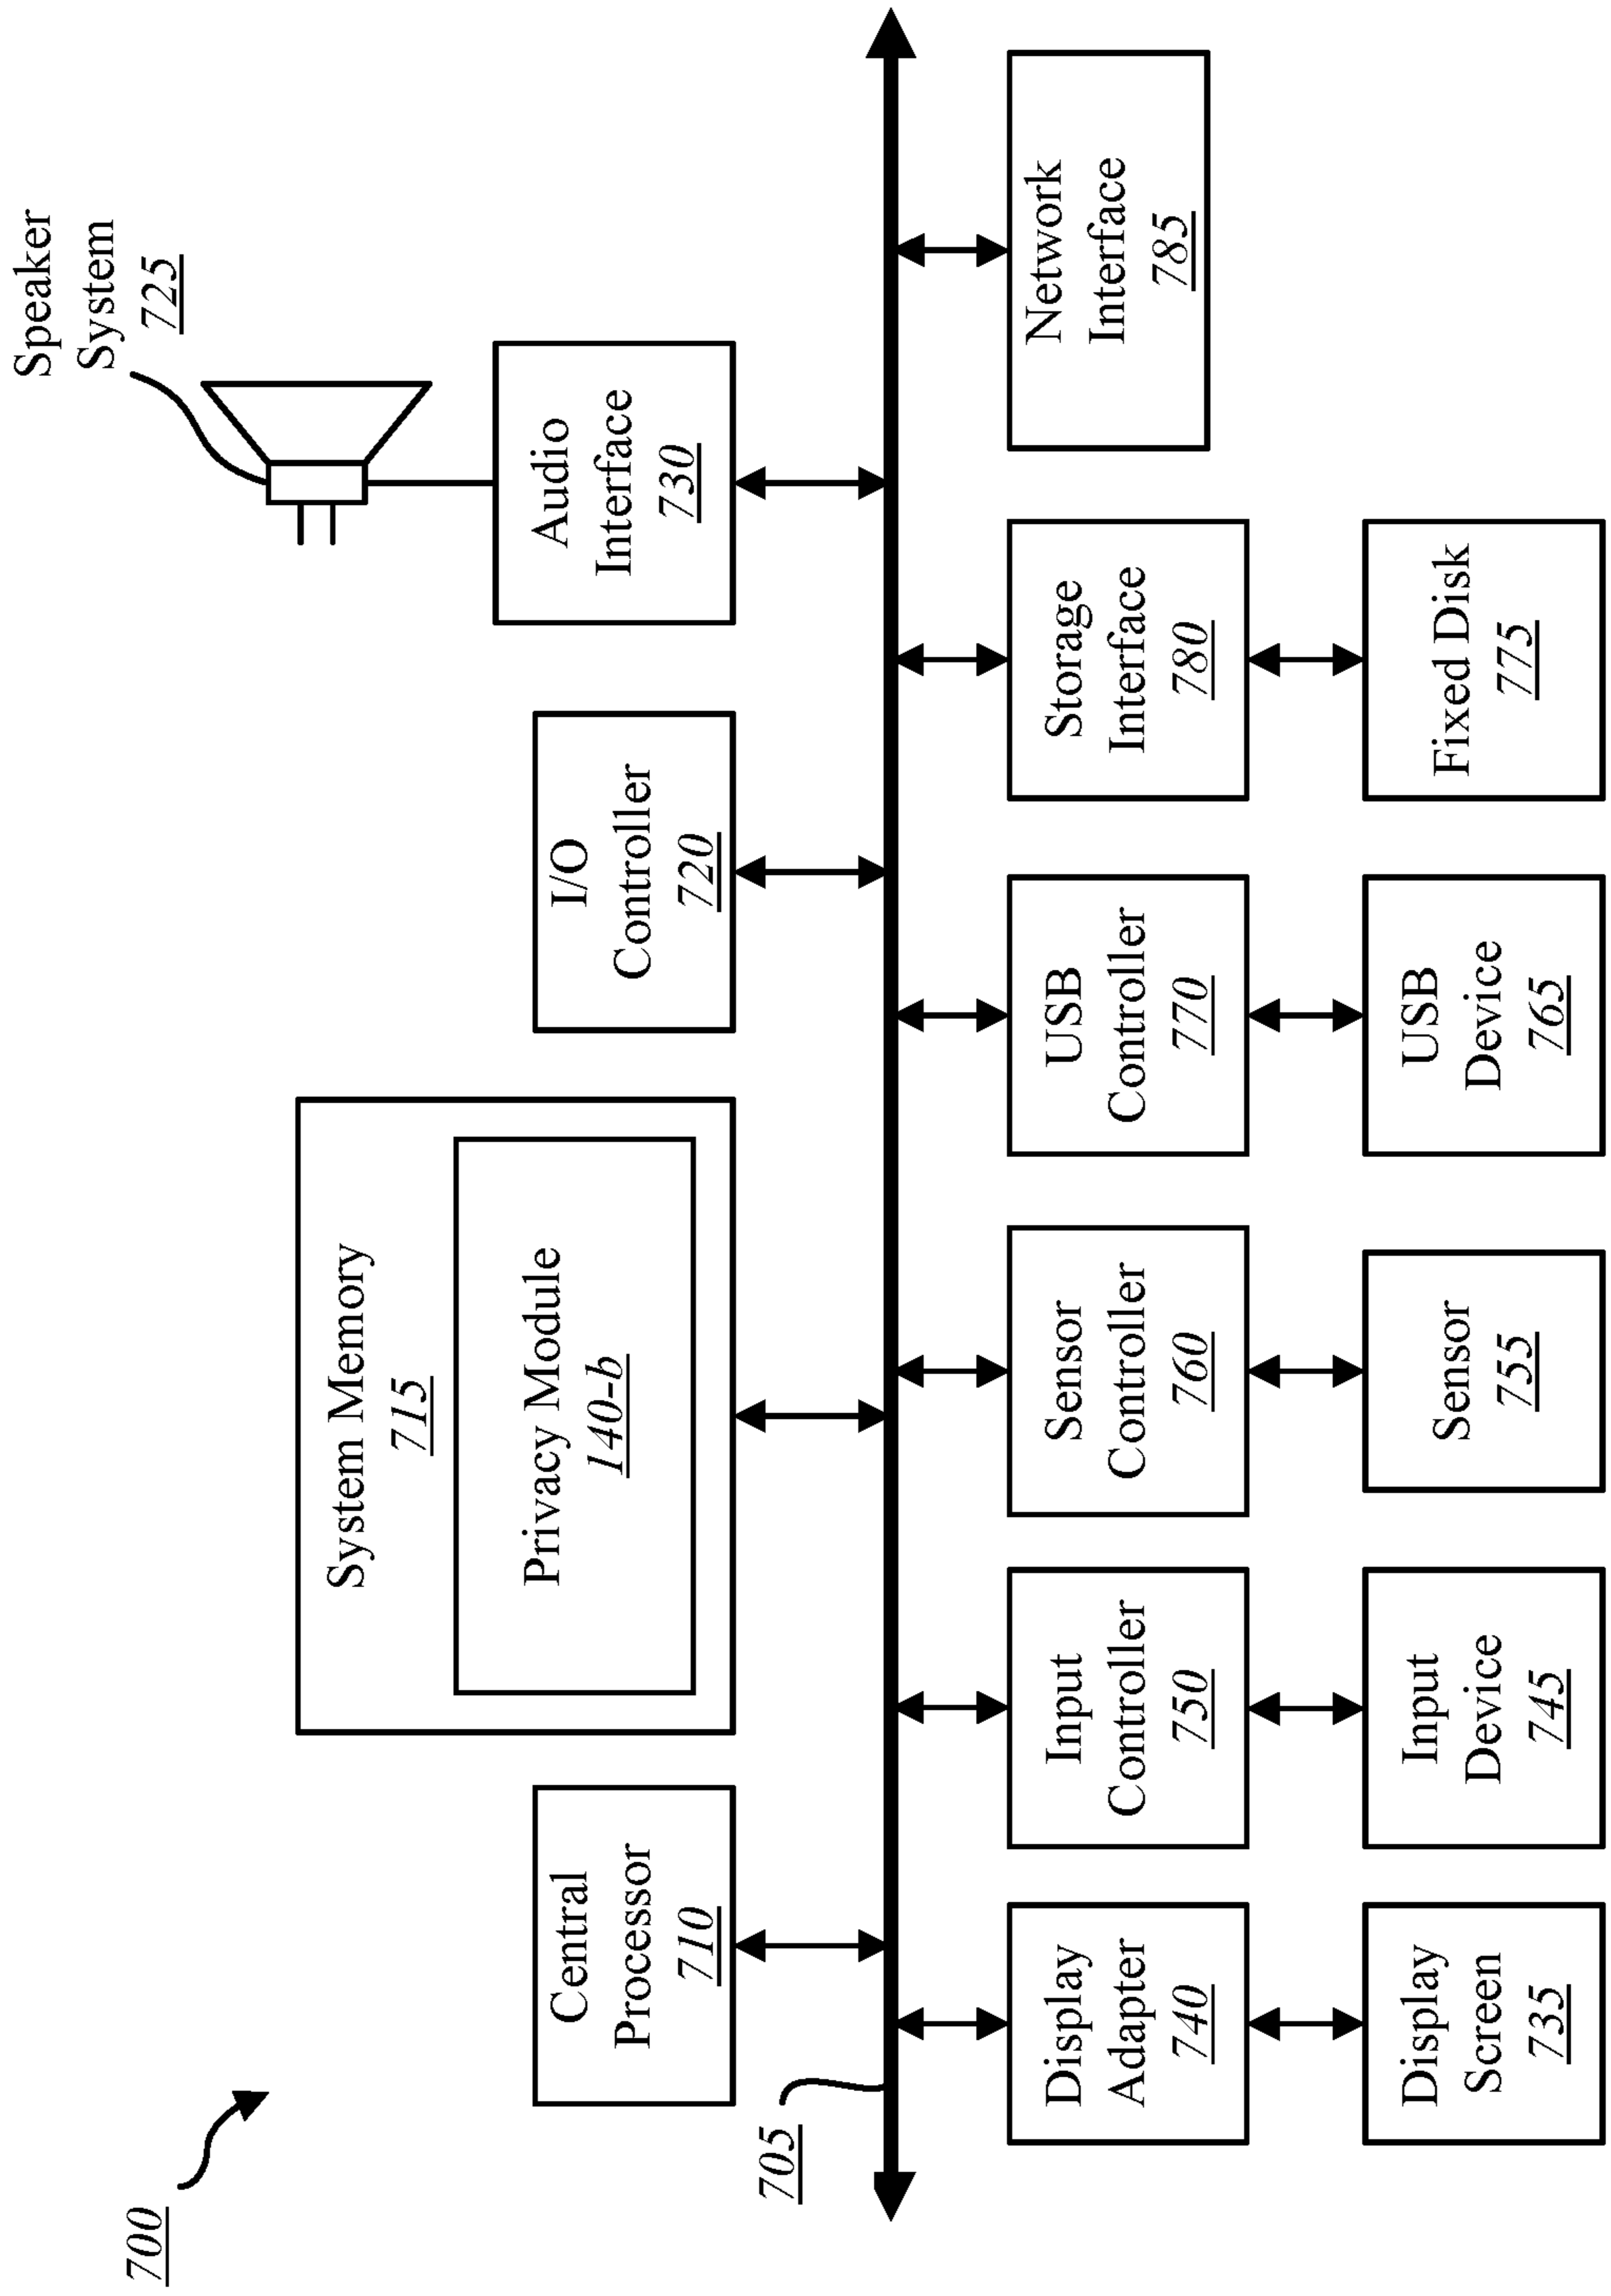 700
Speaker
System
725
System Memory
715
Privacy Module
140-b
Central
Processor
710
I/O
Controller
720
Audio
Interface
730
705
Display
Adapter
740
Input
Controller
750
Sensor
Controller
760
USB
Controller
770
Storage
Interface
780
Network
Interface
785
Display
Screen
735
Input
Device
745
Sensor
755
USB
Device
765
Fixed Disk
775